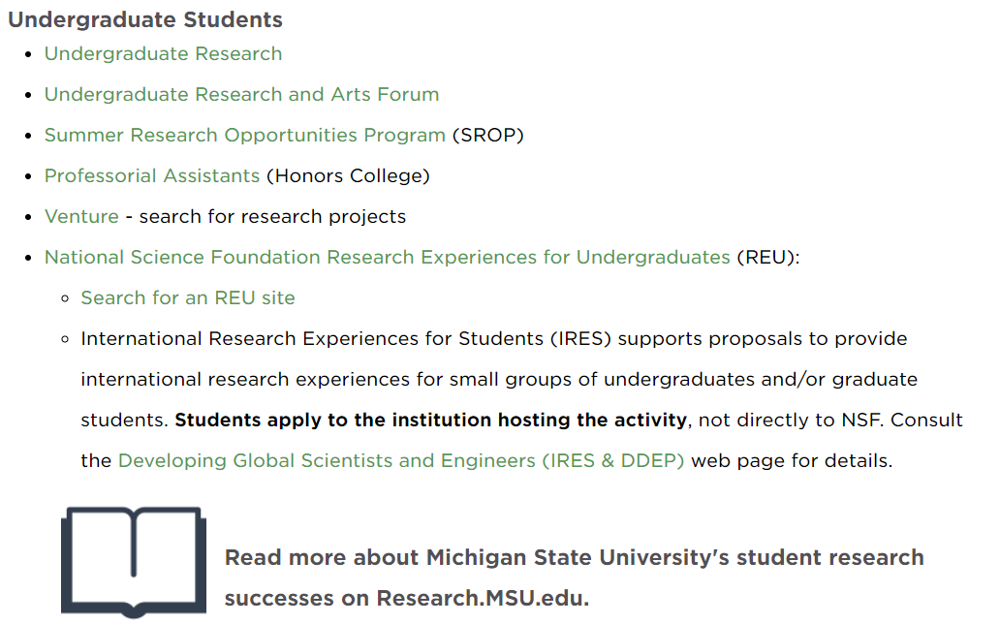 Undergraduate Students
Undergraduate Research
Undergraduate Research and Arts Forum
Summer Research Opportunities Program (SROP)
Professorial Assistants (Honors College)
Venture - search for research projects
National Science Foundation Research Experiences for Undergraduates (REU):
Search for an REU site
International Research Experiences for Students (IRES) supports proposals to provide
international research experiences for small groups of undergraduates and/or graduate
students. Students apply to the institution hosting the activity, not directly to NSF. Consult
the Developing Global Scientists and Engineers (IRES & DDEP) web page for details.
Read more about Michigan State University's student research
successes on Research.MSU.edu.